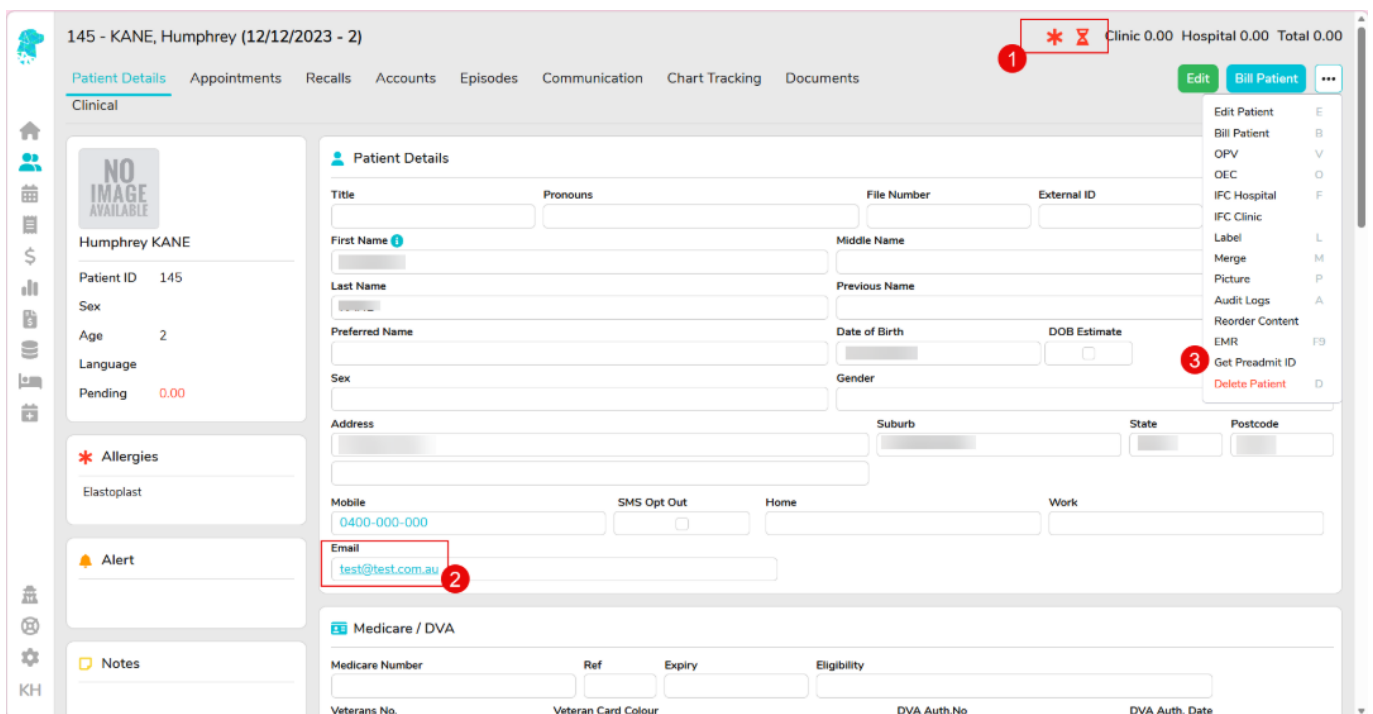 145 - KANE, Humphrey (12/12/2023 - 2)
1
Clinic 0.00 Hospital 0.00 Total 0.00
Patient Details Appointments Recalls Accounts Episodes Communication Chart Tracking Documents
Edit Bill Patient
Clinical
Edit Patient E
Bill Patient B
OPV V
OEC O
IFC Hospital F
IFC Clinic
Label L
Merge M
Picture P
Audit Logs A
Reorder Content
EMR F9
3 Get Preadmit ID
Delete Patient D
NO
IMAGE
AVAILABLE
Humphrey KANE
Patient ID 145
Sex
Age 2
Language
Pending 0.00
Allergies
Elastoplast
Alert
Notes
KH
Patient Details
Title Pronouns File Number External ID
First Name Middle Name
Last Name Previous Name
Preferred Name Date of Birth DOB Estimate
Sex Gender
Address Suburb State Postcode
Mobile SMS Opt Out Home Work
0400-000-000
Email
test@test.com.au
2
Medicare / DVA
Medicare Number Ref Expiry Eligibility
Veterans No. Veteran Card Colour DVA Auth.No DVA Auth. Date